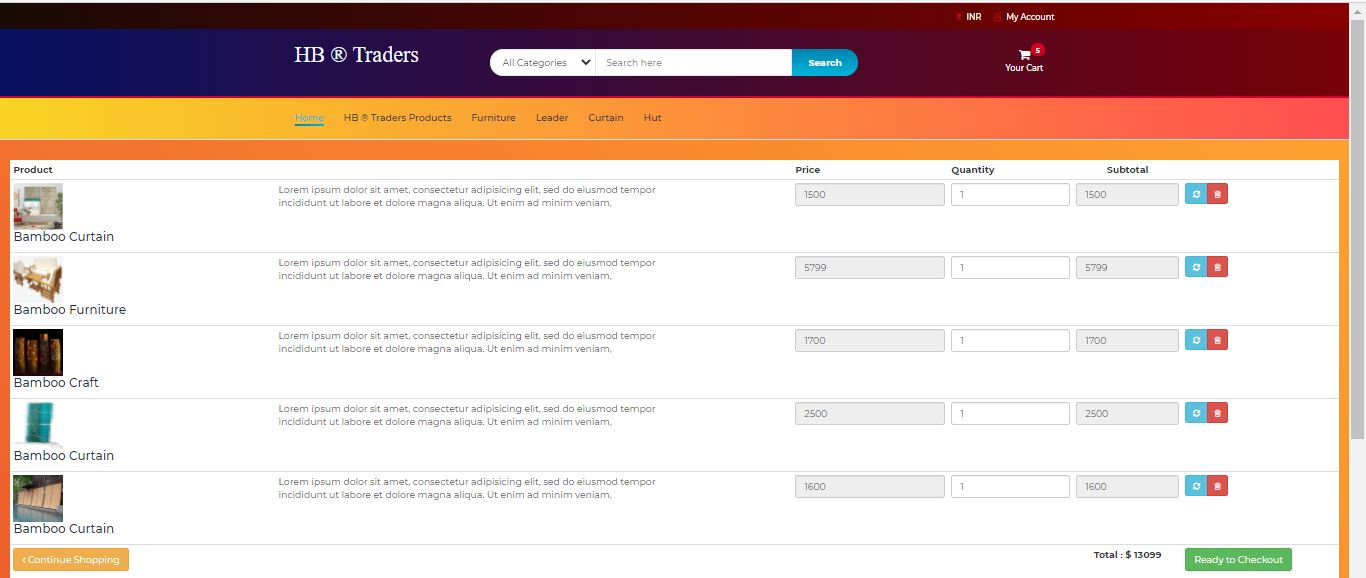 INR My Account
HB ® Traders
All Categories Search here Search
5
Your Cart
Home HB ® Traders Products Furniture Leader Curtain Hut
Product Price Quantity Subtotal
Lorem ipsum dolor sit amet, consectetur adipisicing elit, sed do eiusmod tempor
incididunt ut labore et dolore magna aliqua. Ut enim ad minim veniam,
1500 1 1500
Bamboo Curtain
Lorem ipsum dolor sit amet, consectetur adipisicing elit, sed do eiusmod tempor
incididunt ut labore et dolore magna aliqua. Ut enim ad minim veniam,
5799 1 5799
Bamboo Furniture
Lorem ipsum dolor sit amet, consectetur adipisicing elit, sed do eiusmod tempor
incididunt ut labore et dolore magna aliqua. Ut enim ad minim veniam,
1700 1 1700
Bamboo Craft
Lorem ipsum dolor sit amet, consectetur adipisicing elit, sed do eiusmod tempor
incididunt ut labore et dolore magna aliqua. Ut enim ad minim veniam,
2500 1 2500
Bamboo Curtain
Lorem ipsum dolor sit amet, consectetur adipisicing elit, sed do eiusmod tempor
incididunt ut labore et dolore magna aliqua. Ut enim ad minim veniam,
1600 1 1600
Bamboo Curtain
‹ Continue Shopping Total : $ 13099 Ready to Checkout